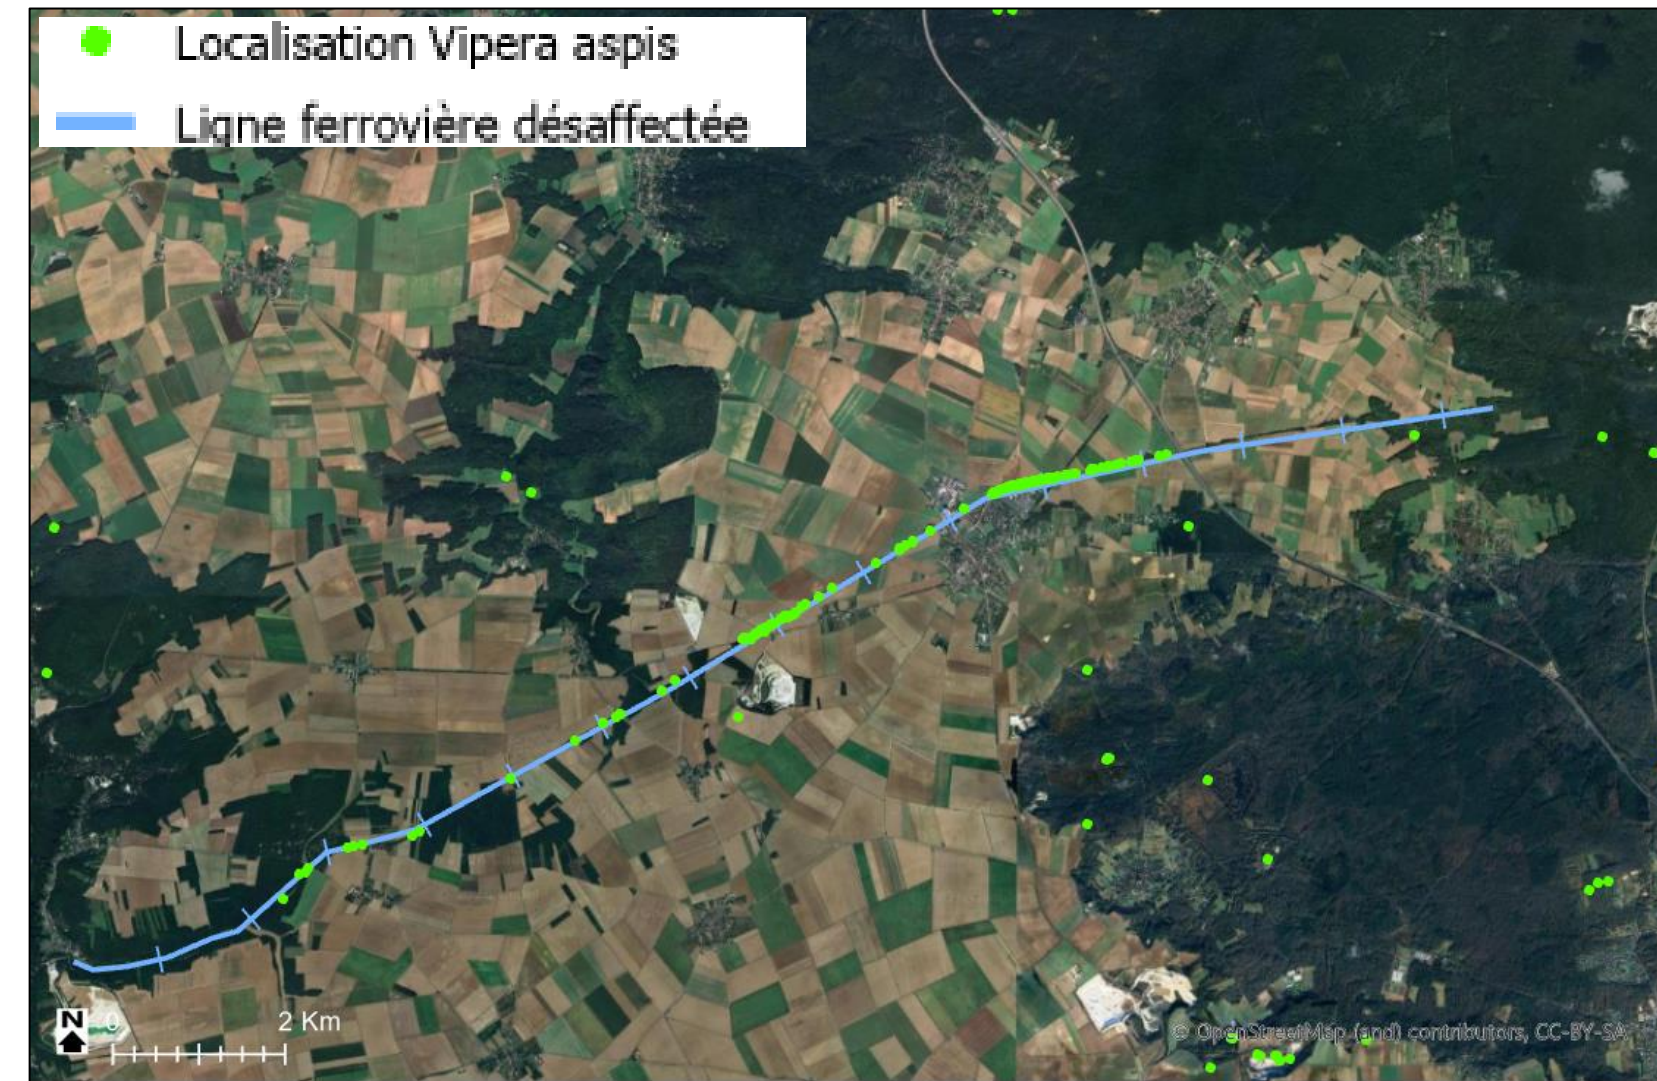 Localisation Vipera aspis
Ligne ferrovière désaffectée
N
0
2 Km
© OpenStreetMap (and) contributors, CC-BY-SA